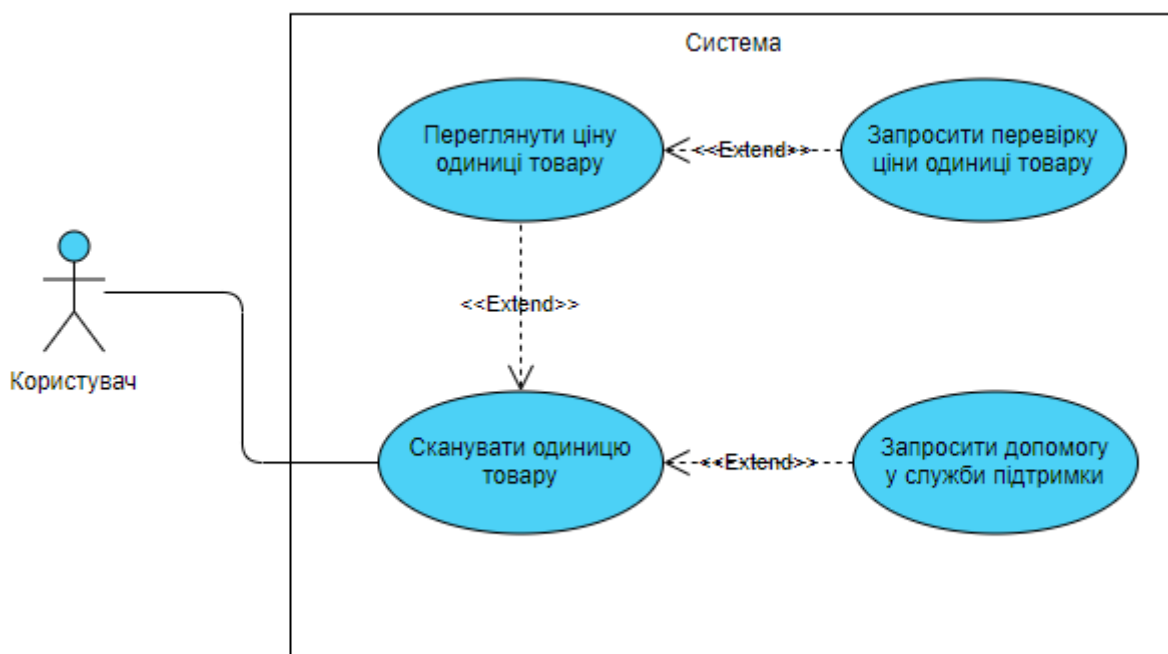 Система
Переглянути ціну
одиниці товару
<<Extend>>
Запросити перевірку
ціни одиниці товару
<<Extend>>
Користувач
Сканувати одиницю
товару
<<Extend>>
Запросити допомогу
у служби підтримки